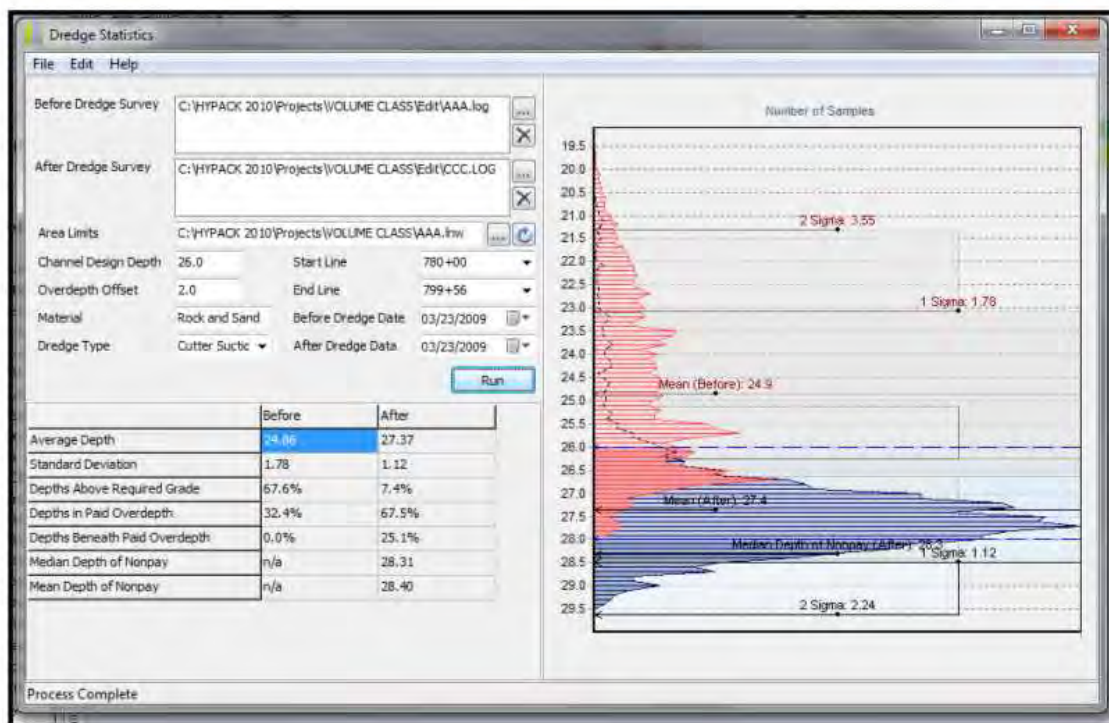 Dredge Statistics
File Edit Help
Before Dredge Survey
C:\HYPACK 2010\Projects\VOLUME CLASS\Edit\AAA.log
...
After Dredge Survey
C:\HYPACK 2010\Projects\VOLUME CLASS\Edit\CCC.LOG
...
Area Limits C:\HYPACK 2010\Projects\VOLUME CLASS\AAA.lnw ...
Channel Design Depth 26.0 Start Line 780+00
Overdepth Offset 2.0 End Line 799+56
Material Rock and Sand Before Dredge Date 03/23/2009
Dredge Type Cutter Suctic After Dredge Data 03/23/2009
Run
Before After
Average Depth 24.86 27.37
Standard Deviation 1.78 1.12
Depths Above Required Grade 67.6% 7.4%
Depths in Paid Overdepth 32.4% 67.5%
Depths Beneath Paid Overdepth 0.0% 25.1%
Median Depth of Nonpay n/a 28.31
Mean Depth of Nonpay n/a 28.40
Process Complete
Number of Samples
19.5
20.0
20.5
21.0
2 Sigma: 3.55
21.5
22.0
22.5
23.0
1 Sigma: 1.78
23.5
24.0
24.5
Mean (Before): 24.9
25.0
25.5
26.0
26.5
27.0
Mean (After): 27.4
27.5
28.0
Median Depth of Nonpay (After): 28.3
1 Sigma: 1.12
28.5
29.0
29.5
2 Sigma: 2.24